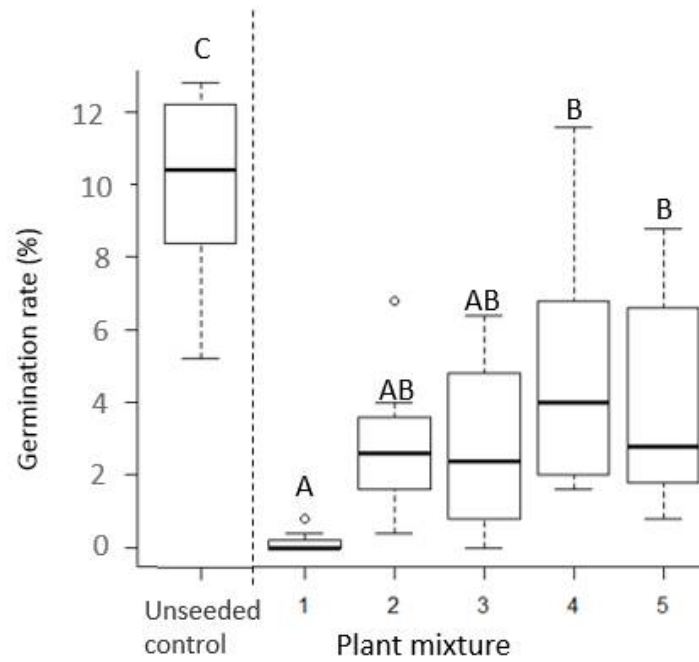 C
B
B
AB
AB
A
12
10
8
6
4
2
0
Germination rate (%)
Unseeded
control
1 2 3 4 5
Plant mixture